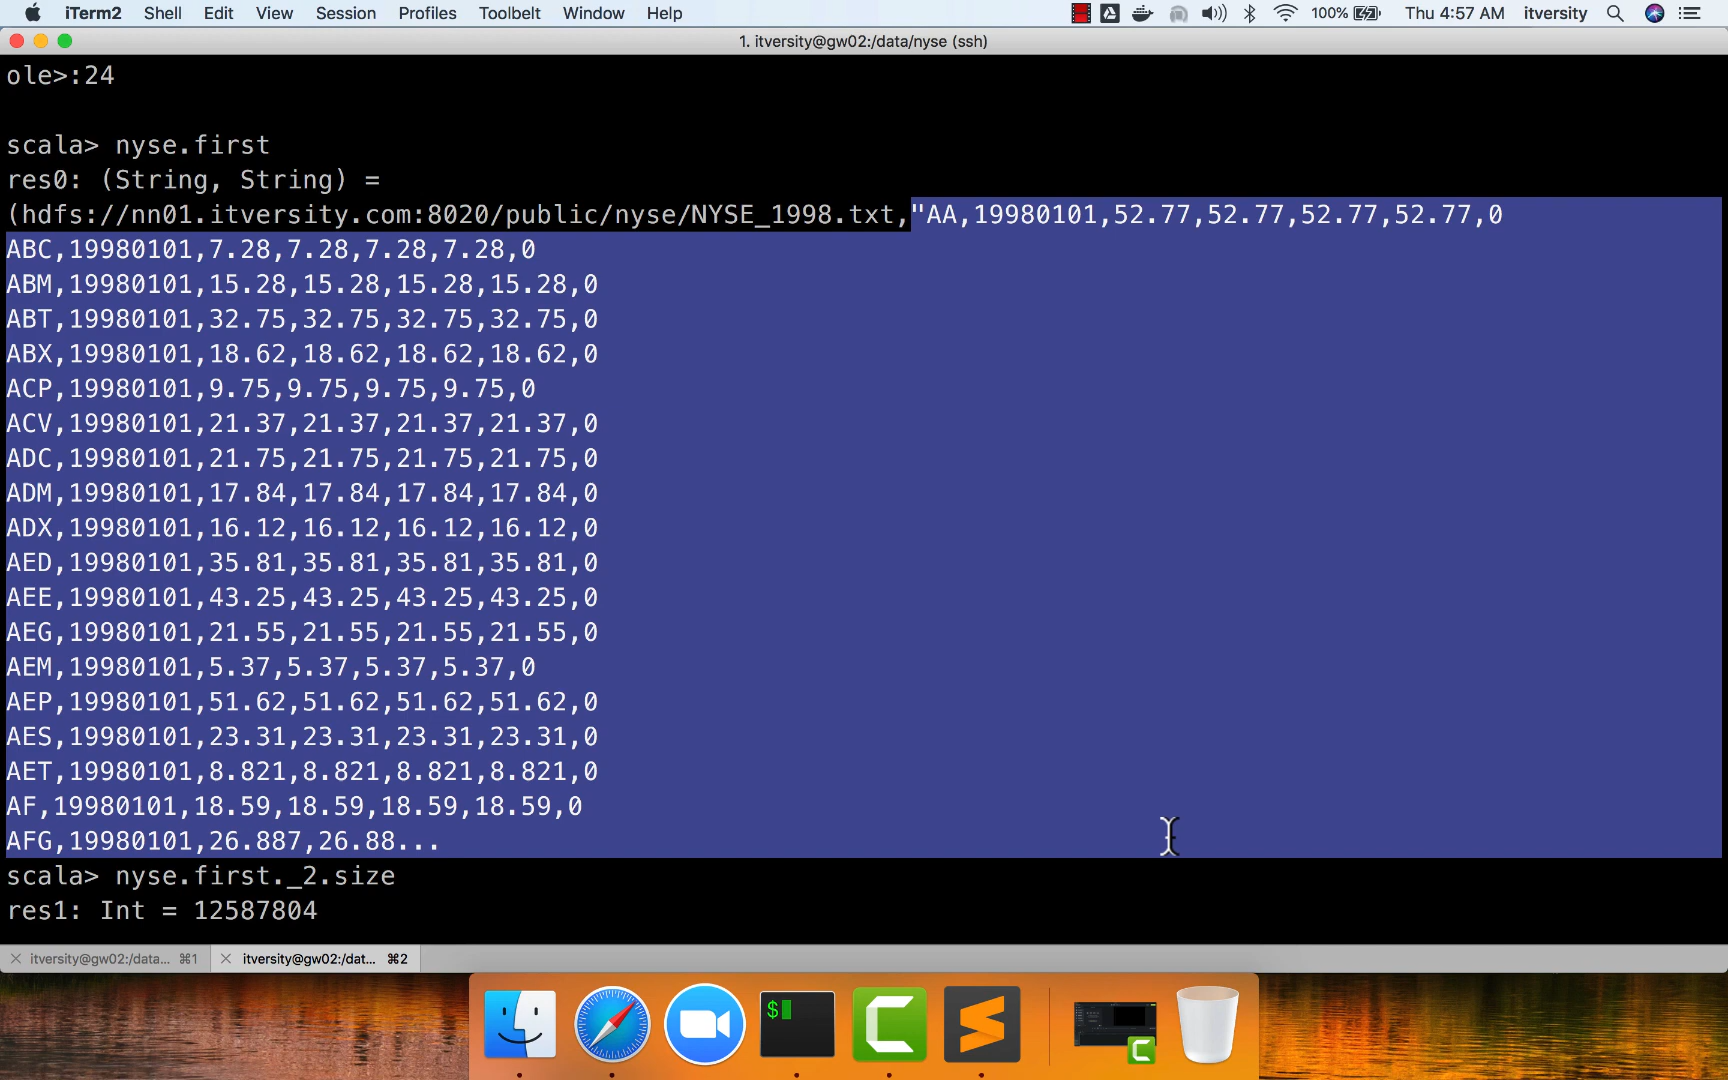 iTerm2 Shell Edit View Session Profiles Toolbelt Window Help 100% Thu 4:57 AM itversity
1. itversity@gw02:/data/nyse (ssh)
ole>:24
scala> nyse.first
res0: (String, String) =
(hdfs://nn01.itversity.com:8020/public/nyse/NYSE_1998.txt,"AA,19980101,52.77,52.77,52.77,52.77,0
ABC,19980101,7.28,7.28,7.28,7.28,0
ABM,19980101,15.28,15.28,15.28,15.28,0
ABT,19980101,32.75,32.75,32.75,32.75,0
ABX,19980101,18.62,18.62,18.62,18.62,0
ACP,19980101,9.75,9.75,9.75,9.75,0
ACV,19980101,21.37,21.37,21.37,21.37,0
ADC,19980101,21.75,21.75,21.75,21.75,0
ADM,19980101,17.84,17.84,17.84,17.84,0
ADX,19980101,16.12,16.12,16.12,16.12,0
AED,19980101,35.81,35.81,35.81,35.81,0
AEE,19980101,43.25,43.25,43.25,43.25,0
AEG,19980101,21.55,21.55,21.55,21.55,0
AEM,19980101,5.37,5.37,5.37,5.37,0
AEP,19980101,51.62,51.62,51.62,51.62,0
AES,19980101,23.31,23.31,23.31,23.31,0
AET,19980101,8.821,8.821,8.821,8.821,0
AF,19980101,18.59,18.59,18.59,18.59,0
AFG,19980101,26.887,26.88...
scala> nyse.first._2.size
res1: Int = 12587804
itversity@gw02:/data... ⌘1 itversity@gw02:/dat... ⌘2
$